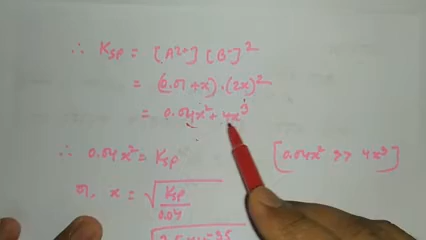 ∴ Ksp = [A²⁺] [B⁻]²
= (0.01 + x) · (2x)²
= 0.04x² + 4x³
∴ 0.04x² = Ksp [0.04x² >> 4x³]
or, x = √(Ksp / 0.04)